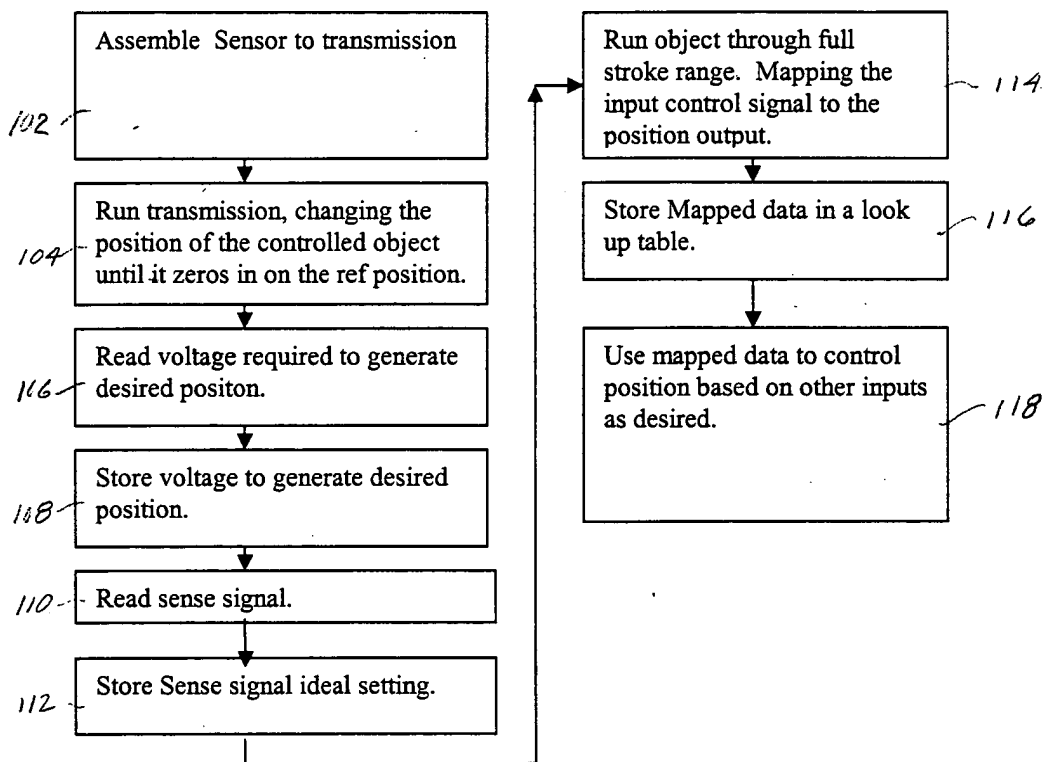 Assemble Sensor to transmission
102
Run transmission, changing the
position of the controlled object
until it zeros in on the ref position.
104
Read voltage required to generate
desired positon.
116
Store voltage to generate desired
position.
108
Read sense signal.
110
Store Sense signal ideal setting.
112
Run object through full
stroke range. Mapping the
input control signal to the
position output.
114
Store Mapped data in a look
up table.
116
Use mapped data to control
position based on other inputs
as desired.
118